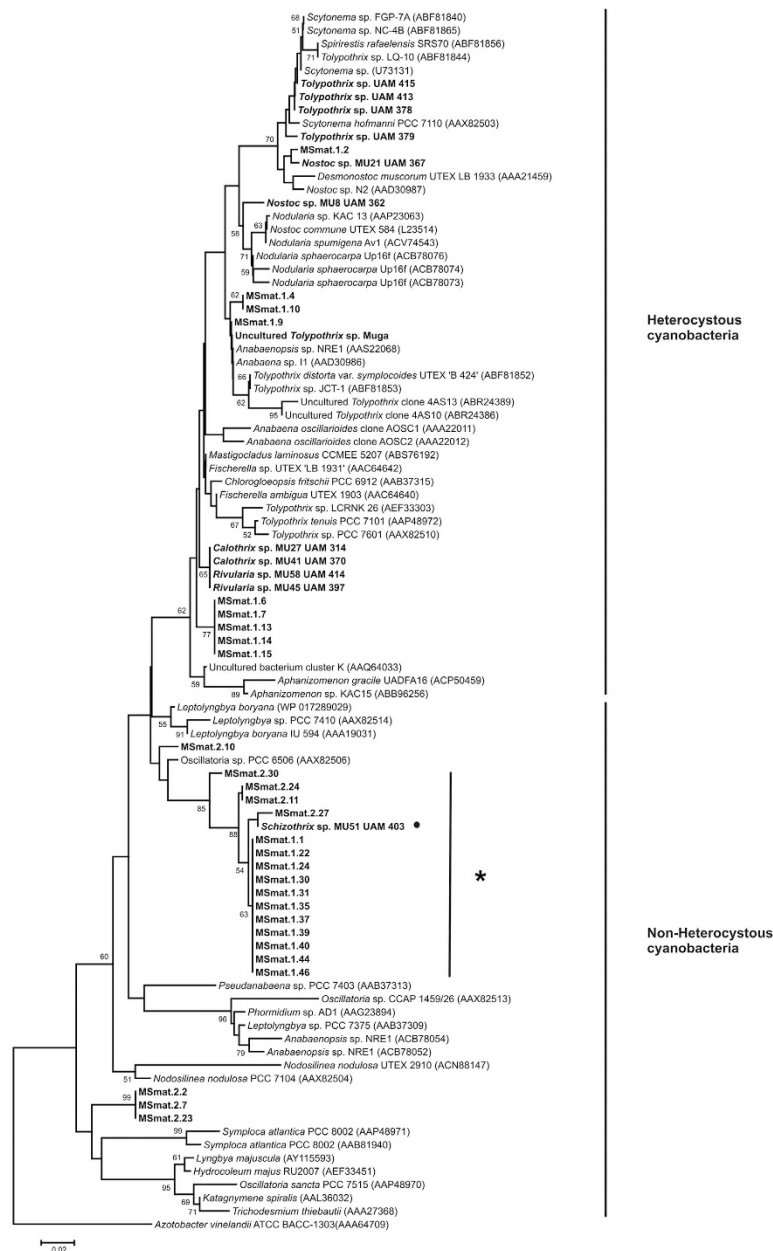 68
Scytonema sp. FGP-7A (ABF81840)
51
Scytonema sp. NC-4B (ABF81865)
Spirirestis rafaelensis SRS70 (ABF81856)
71
Tolypothrix sp. LQ-10 (ABF81844)
Scytonema sp. (U73131)
Tolypothrix sp. UAM 415
Tolypothrix sp. UAM 413
Tolypothrix sp. UAM 378
Scytonema hofmanni PCC 7110 (AAX82503)
70
Tolypothrix sp. UAM 379
MSmat.1.2
Nostoc sp. MU21 UAM 367
Desmonostoc muscorum UTEX LB 1933 (AAA21459)
Nostoc sp. N2 (AAD30987)
Nostoc sp. MU8 UAM 362
58
Nodularia sp. KAC 13 (AAP23063)
63
Nostoc commune UTEX 584 (L23514)
Nodularia spumigena Av1 (ACV74543)
71
Nodularia sphaerocarpa Up16f (ACB78076)
59
Nodularia sphaerocarpa Up16f (ACB78074)
Nodularia sphaerocarpa Up16f (ACB78073)
62
MSmat.1.4
MSmat.1.10
MSmat.1.9
Heterocystous
cyanobacteria
Uncultured Tolypothrix sp. Muga
Anabaenopsis sp. NRE1 (AAS22068)
Anabaena sp. I1 (AAD30986)
66
Tolypothrix distorta var. symplocoides UTEX 'B 424' (ABF81852)
Tolypothrix sp. JCT-1 (ABF81853)
62
Uncultured Tolypothrix clone 4AS13 (ABR24389)
95
Uncultured Tolypothrix clone 4AS10 (ABR24386)
Anabaena oscillarioides clone AOSC1 (AAA22011)
Anabaena oscillarioides clone AOSC2 (AAA22012)
Mastigocladus laminosus CCMEE 5207 (ABS76192)
Fischerella sp. UTEX 'LB 1931' (AAC64642)
Chlorogloeopsis fritschii PCC 6912 (AAB37315)
Fischerella ambigua UTEX 1903 (AAC64640)
Tolypothrix sp. LCRNK 26 (AEF33303)
67
Tolypothrix tenuis PCC 7101 (AAP48972)
52
Tolypothrix sp. PCC 7601 (AAX82510)
Calothrix sp. MU27 UAM 314
Calothrix sp. MU41 UAM 370
65
Rivularia sp. MU58 UAM 414
Rivularia sp. MU45 UAM 397
MSmat.1.6
62
MSmat.1.7
MSmat.1.13
77
MSmat.1.14
MSmat.1.15
Uncultured bacterium cluster K (AAQ64033)
59
Aphanizomenon gracile UADFA16 (ACP50459)
89
Aphanizomenon sp. KAC15 (ABB96256)
Leptolyngbya boryana (WP 017289029)
55
Leptolyngbya sp. PCC 7410 (AAX82514)
91
Leptolyngbya boryana IU 594 (AAA19031)
MSmat.2.10
Oscillatoria sp. PCC 6506 (AAX82506)
MSmat.2.30
85
MSmat.2.24
MSmat.2.11
MSmat.2.27
88
Schizothrix sp. MU51 UAM 403 •
MSmat.1.1
MSmat.1.22
54
MSmat.1.24
*
MSmat.1.30
MSmat.1.31
MSmat.1.35
63
MSmat.1.37
MSmat.1.39
MSmat.1.40
Non-Heterocystous
cyanobacteria
MSmat.1.44
60
MSmat.1.46
Pseudanabaena sp. PCC 7403 (AAB37313)
Oscillatoria sp. CCAP 1459/26 (AAX82513)
96
Phormidium sp. AD1 (AAG23894)
Leptolyngbya sp. PCC 7375 (AAB37309)
Anabaenopsis sp. NRE1 (ACB78054)
79
Anabaenopsis sp. NRE1 (ACB78052)
Nodosilinea nodulosa UTEX 2910 (ACN88147)
51
Nodosilinea nodulosa PCC 7104 (AAX82504)
MSmat.2.2
99
MSmat.2.7
MSmat.2.23
99
Symploca atlantica PCC 8002 (AAP48971)
Symploca atlantica PCC 8002 (AAB81940)
61
Lyngbya majuscula (AY115593)
Hydrocoleum majus RU2007 (AEF33451)
95
Oscillatoria sancta PCC 7515 (AAP48970)
69
Katagnymene spiralis (AAL36032)
71
Trichodesmium thiebautii (AAA27368)
Azotobacter vinelandii ATCC BACC-1303(AAA64709)
0.02